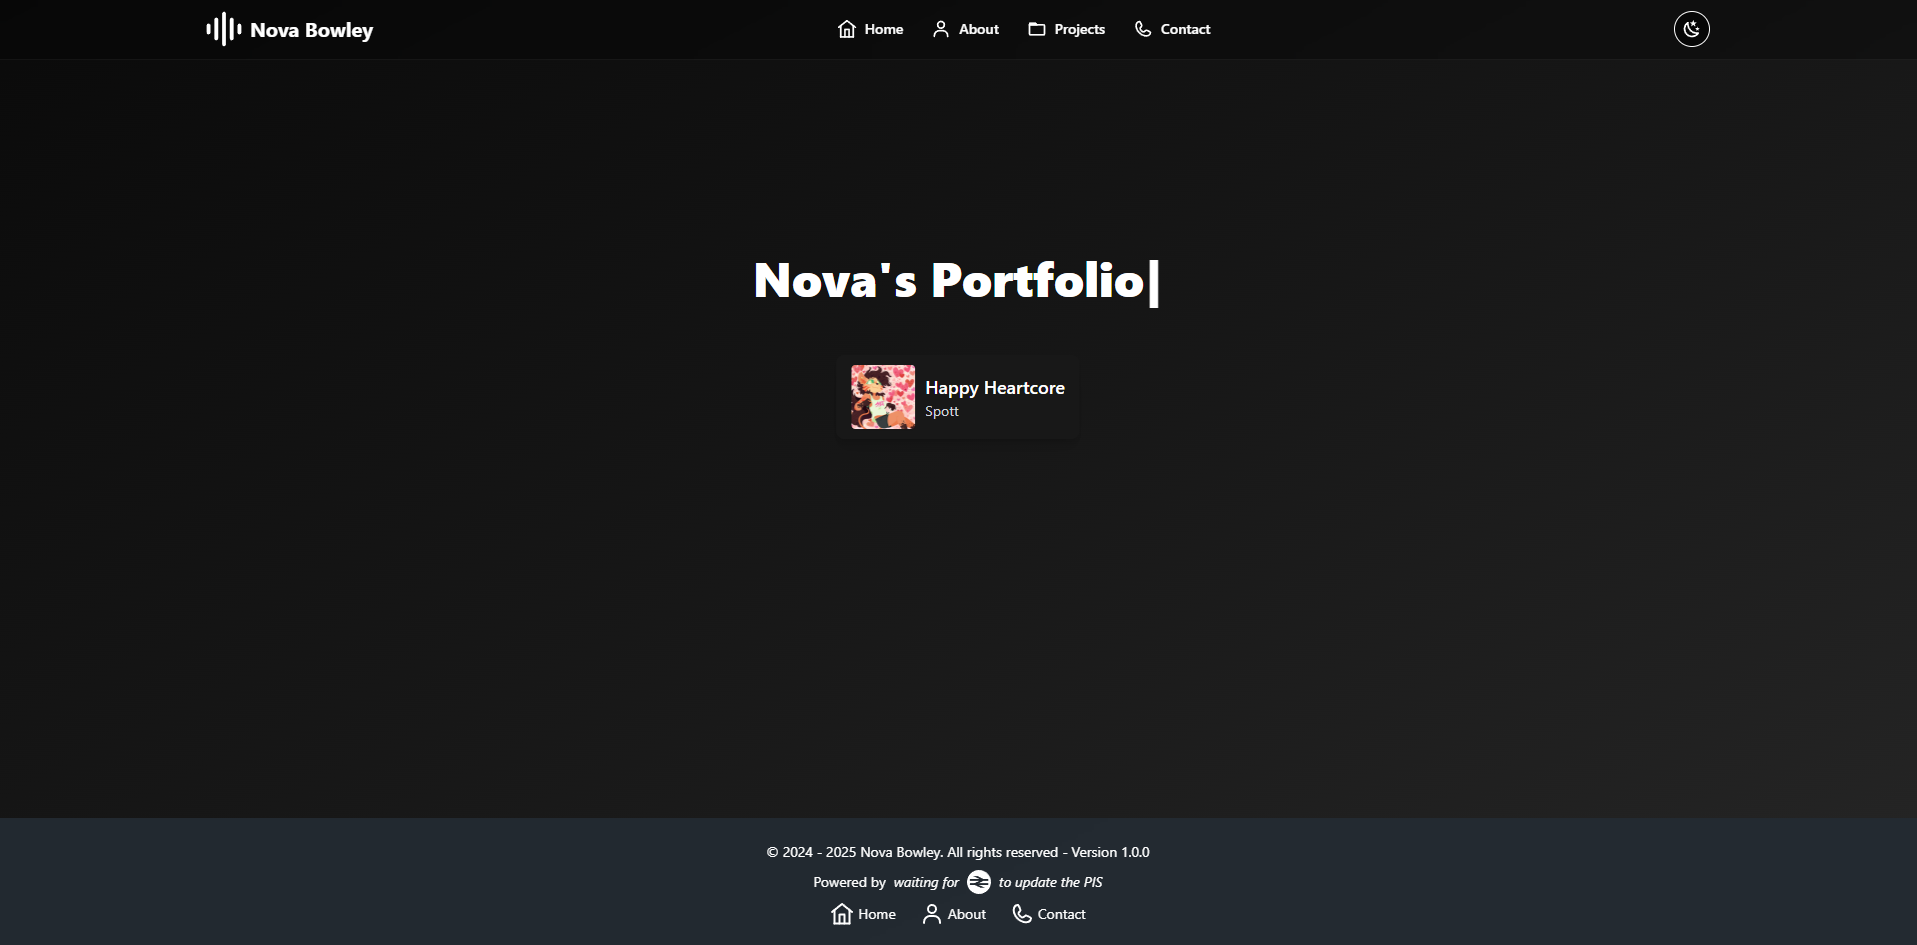 Nova Bowley
Home About Projects Contact
Nova's Portfolio|
Happy Heartcore
Spott
© 2024 - 2025 Nova Bowley. All rights reserved - Version 1.0.0
Powered by waiting for to update the PIS
Home About Contact